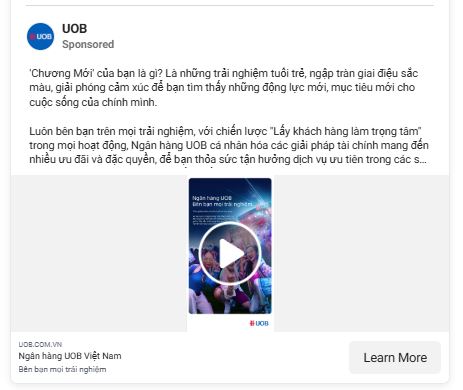 UOB
Sponsored
'Chương Mới' của bạn là gì? Là những trải nghiệm tuổi trẻ, ngập tràn giai điệu sắc
màu, giải phóng cảm xúc để bạn tìm thấy những động lực mới, mục tiêu mới cho
cuộc sống của chính mình.
Luôn bên bạn trên mọi trải nghiệm, với chiến lược "Lấy khách hàng làm trọng tâm"
trong mọi hoạt động, Ngân hàng UOB cá nhân hóa các giải pháp tài chính mang đến
nhiều ưu đãi và đặc quyền, để bạn thỏa sức tận hưởng dịch vụ ưu tiên trong các s...
Ngân hàng UOB
Bên bạn mọi trải nghiệm
UOB
UOB.COM.VN
Ngân hàng UOB Việt Nam
Bên bạn mọi trải nghiệm
Learn More